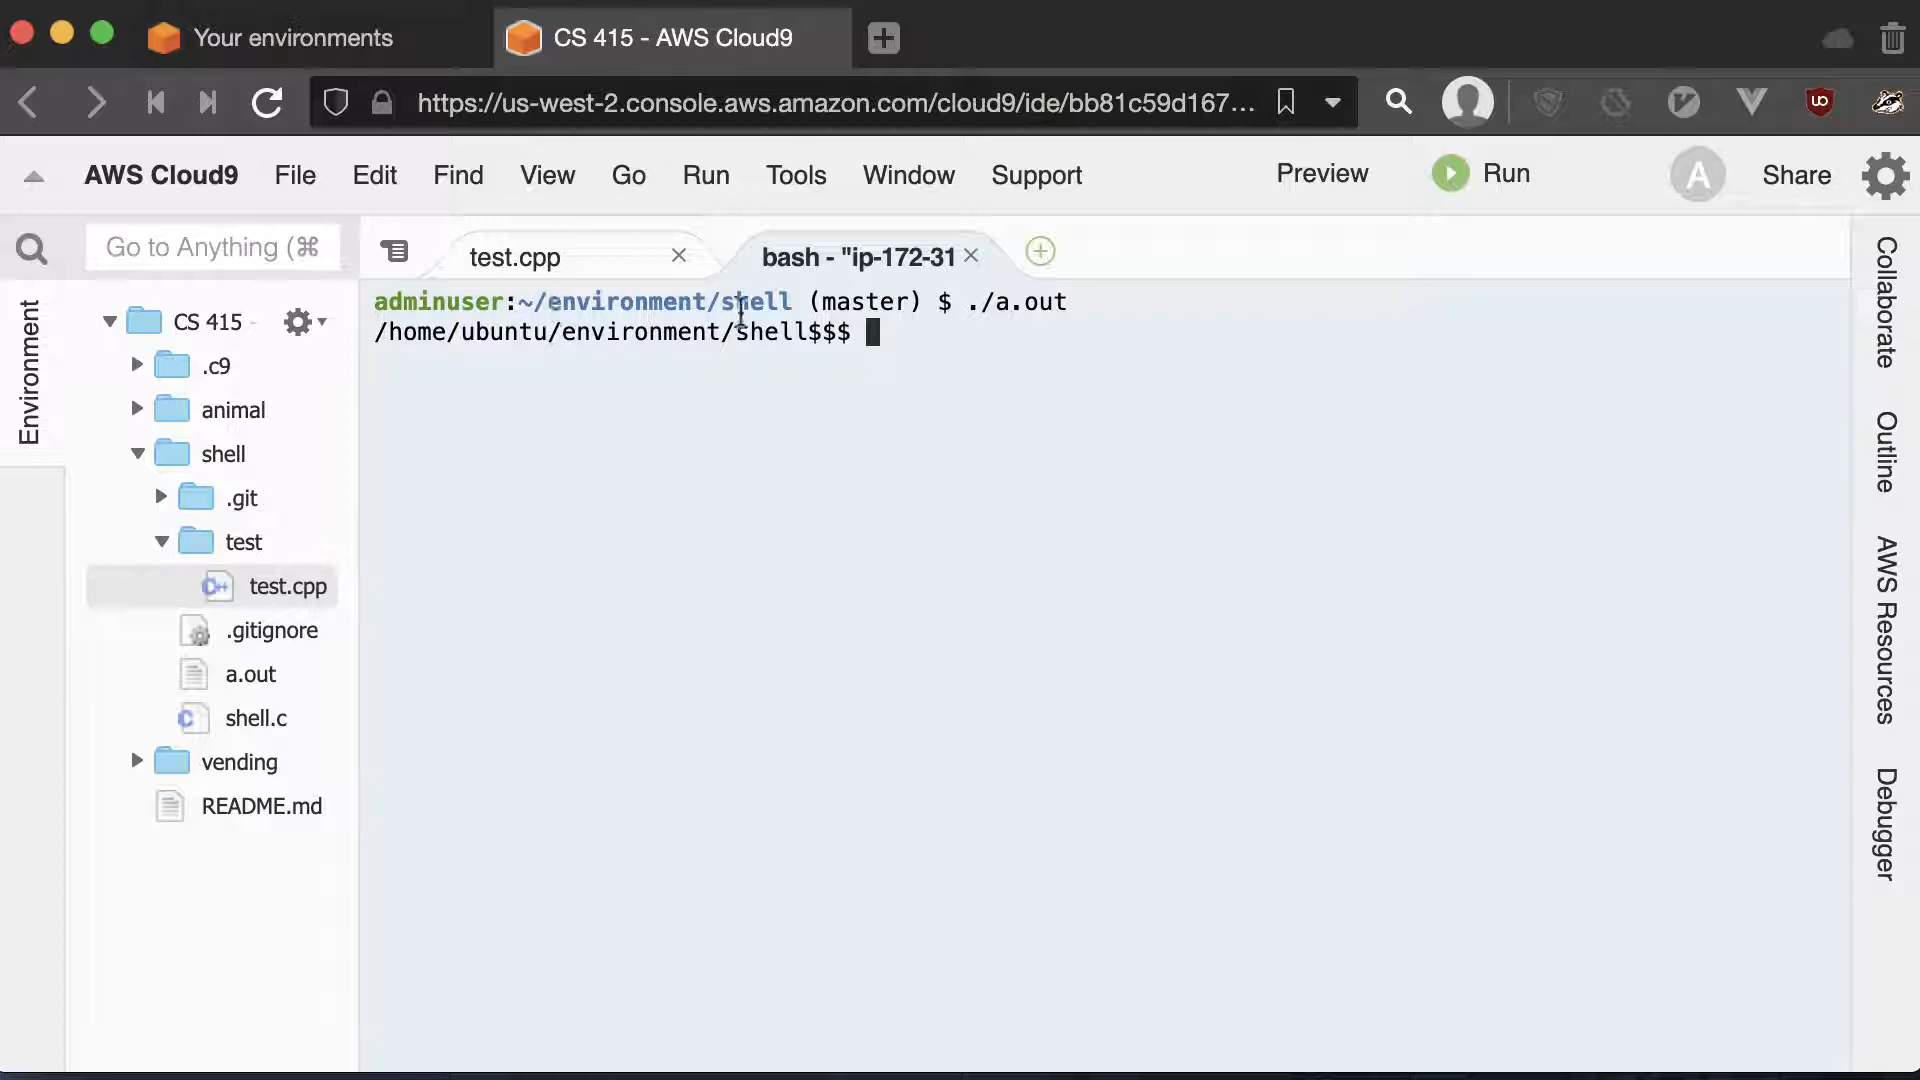 Your environments
CS 415 - AWS Cloud9
https://us-west-2.console.aws.amazon.com/cloud9/ide/bb81c59d167...
AWS Cloud9 File Edit Find View Go Run Tools Window Support Preview Run A Share
Go to Anything (⌘
test.cpp
bash - "ip-172-31
Environment
CS 415 -
.c9
animal
shell
.git
test
test.cpp
.gitignore
a.out
shell.c
vending
README.md
adminuser:~/environment/shell (master) $ ./a.out
/home/ubuntu/environment/shell$$$
Collaborate
Outline
AWS Resources
Debugger